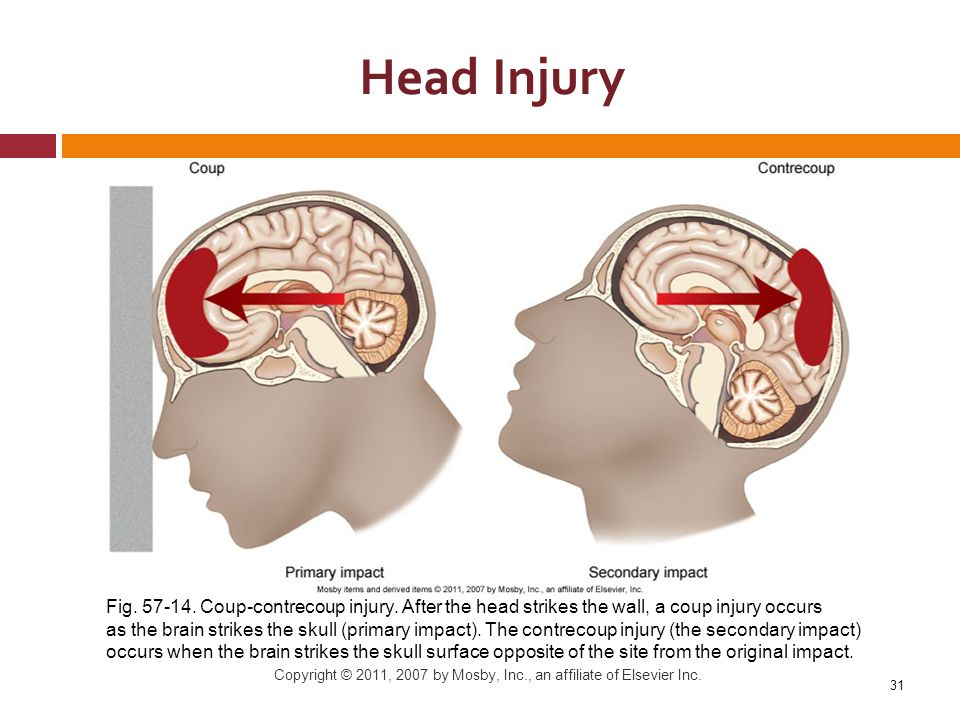 Head Injury
Coup
Contrecoup
Primary impact
Secondary impact
Mosby items and derived items © 2011, 2007 by Mosby, Inc., an affiliate of Elsevier, Inc.
Fig. 57-14. Coup-contrecoup injury. After the head strikes the wall, a coup injury occurs
as the brain strikes the skull (primary impact). The contrecoup injury (the secondary impact)
occurs when the brain strikes the skull surface opposite of the site from the original impact.
Copyright © 2011, 2007 by Mosby, Inc., an affiliate of Elsevier Inc.
31